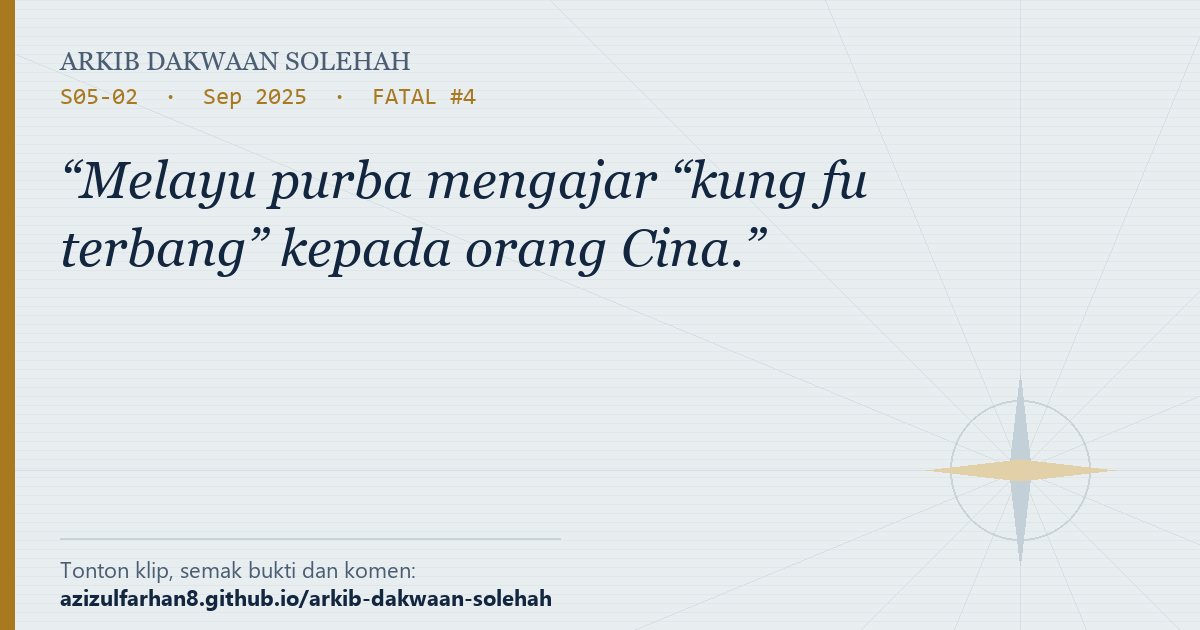 ARKIB DAKWAAN SOLEHAH
S05-02 · Sep 2025 · FATAL #4
“Melayu purba mengajar “kung fu
terbang” kepada orang Cina.”
Tonton klip, semak bukti dan komen:
azizulfarhan8.github.io/arkib-dakwaan-solehah